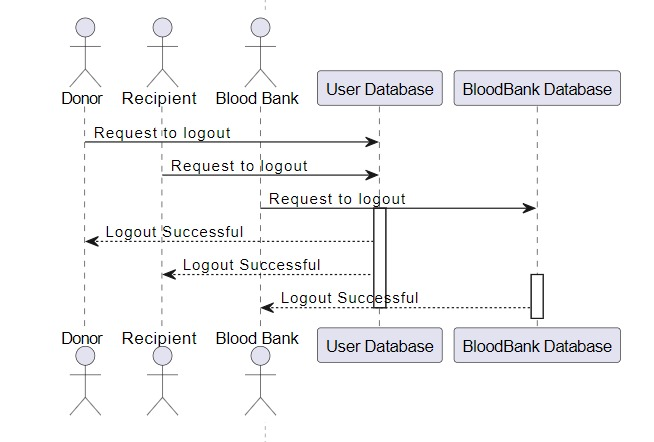 Donor
Recipient
Blood Bank
User Database
BloodBank Database
Request to logout
Request to logout
Request to logout
Logout Successful
Logout Successful
Logout Successful
Donor
Recipient
Blood Bank
User Database
BloodBank Database